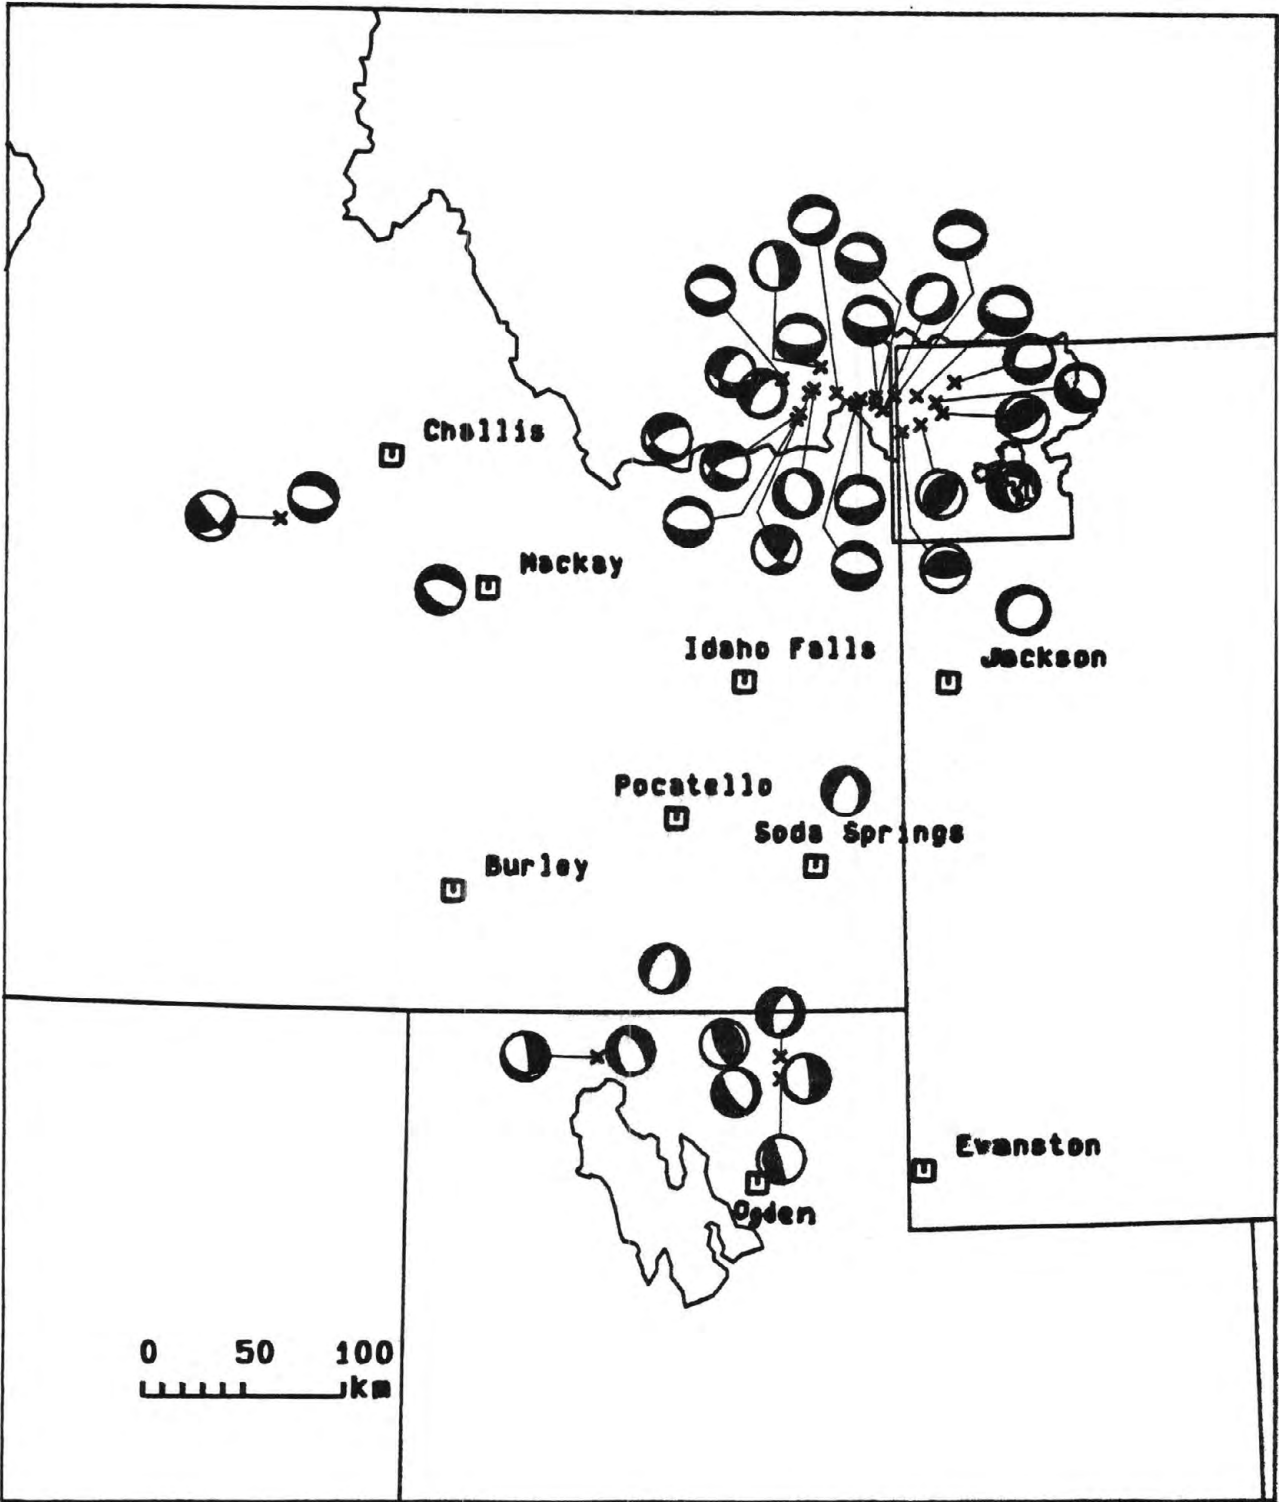 Challis
Mackay
Idaho Falls
Jackson
Pocatello
Soda Springs
Burley
Evanston
Ogden
0 50 100
km